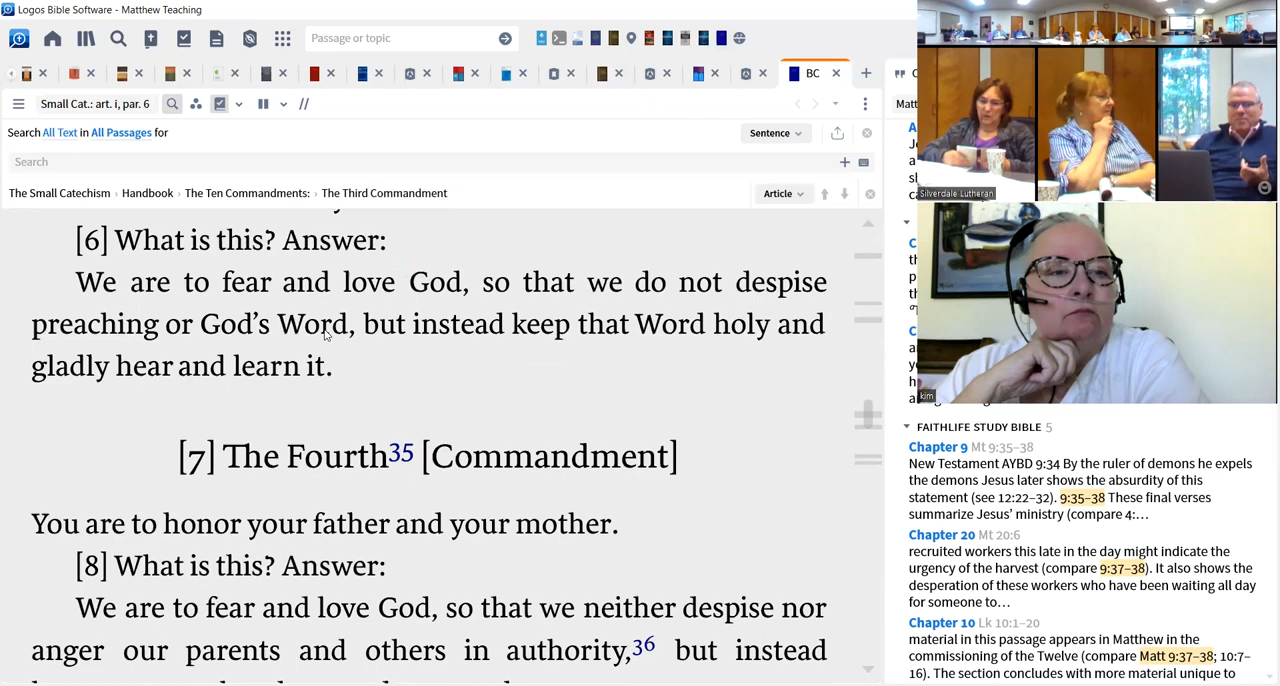 Logos Bible Software - Matthew Teaching
Passage or topic
BC
Small Cat.: art. i, par. 6
Search All Text in All Passages for
Sentence
Search
The Small Catechism › Handbook › The Ten Commandments: › The Third Commandment
Article
[6] What is this? Answer:
We are to fear and love God, so that we do not despise
preaching or God’s Word, but instead keep that Word holy and
gladly hear and learn it.
[7] The Fourth35 [Commandment]
You are to honor your father and your mother.
[8] What is this? Answer:
We are to fear and love God, so that we neither despise nor
anger our parents and others in authority,36 but instead
Matt
Silverdale Lutheran
kim
FAITHLIFE STUDY BIBLE 5
Chapter 9 Mt 9:35–38
New Testament AYBD 9:34 By the ruler of demons he expels
the demons Jesus later shows the absurdity of this
statement (see 12:22–32). 9:35–38 These final verses
summarize Jesus’ ministry (compare 4:…
Chapter 20 Mt 20:6
recruited workers this late in the day might indicate the
urgency of the harvest (compare 9:37–38). It also shows the
desperation of these workers who have been waiting all day
for someone to…
Chapter 10 Lk 10:1–20
material in this passage appears in Matthew in the
commissioning of the Twelve (compare Matt 9:37–38; 10:7–
16). The section concludes with more material unique to